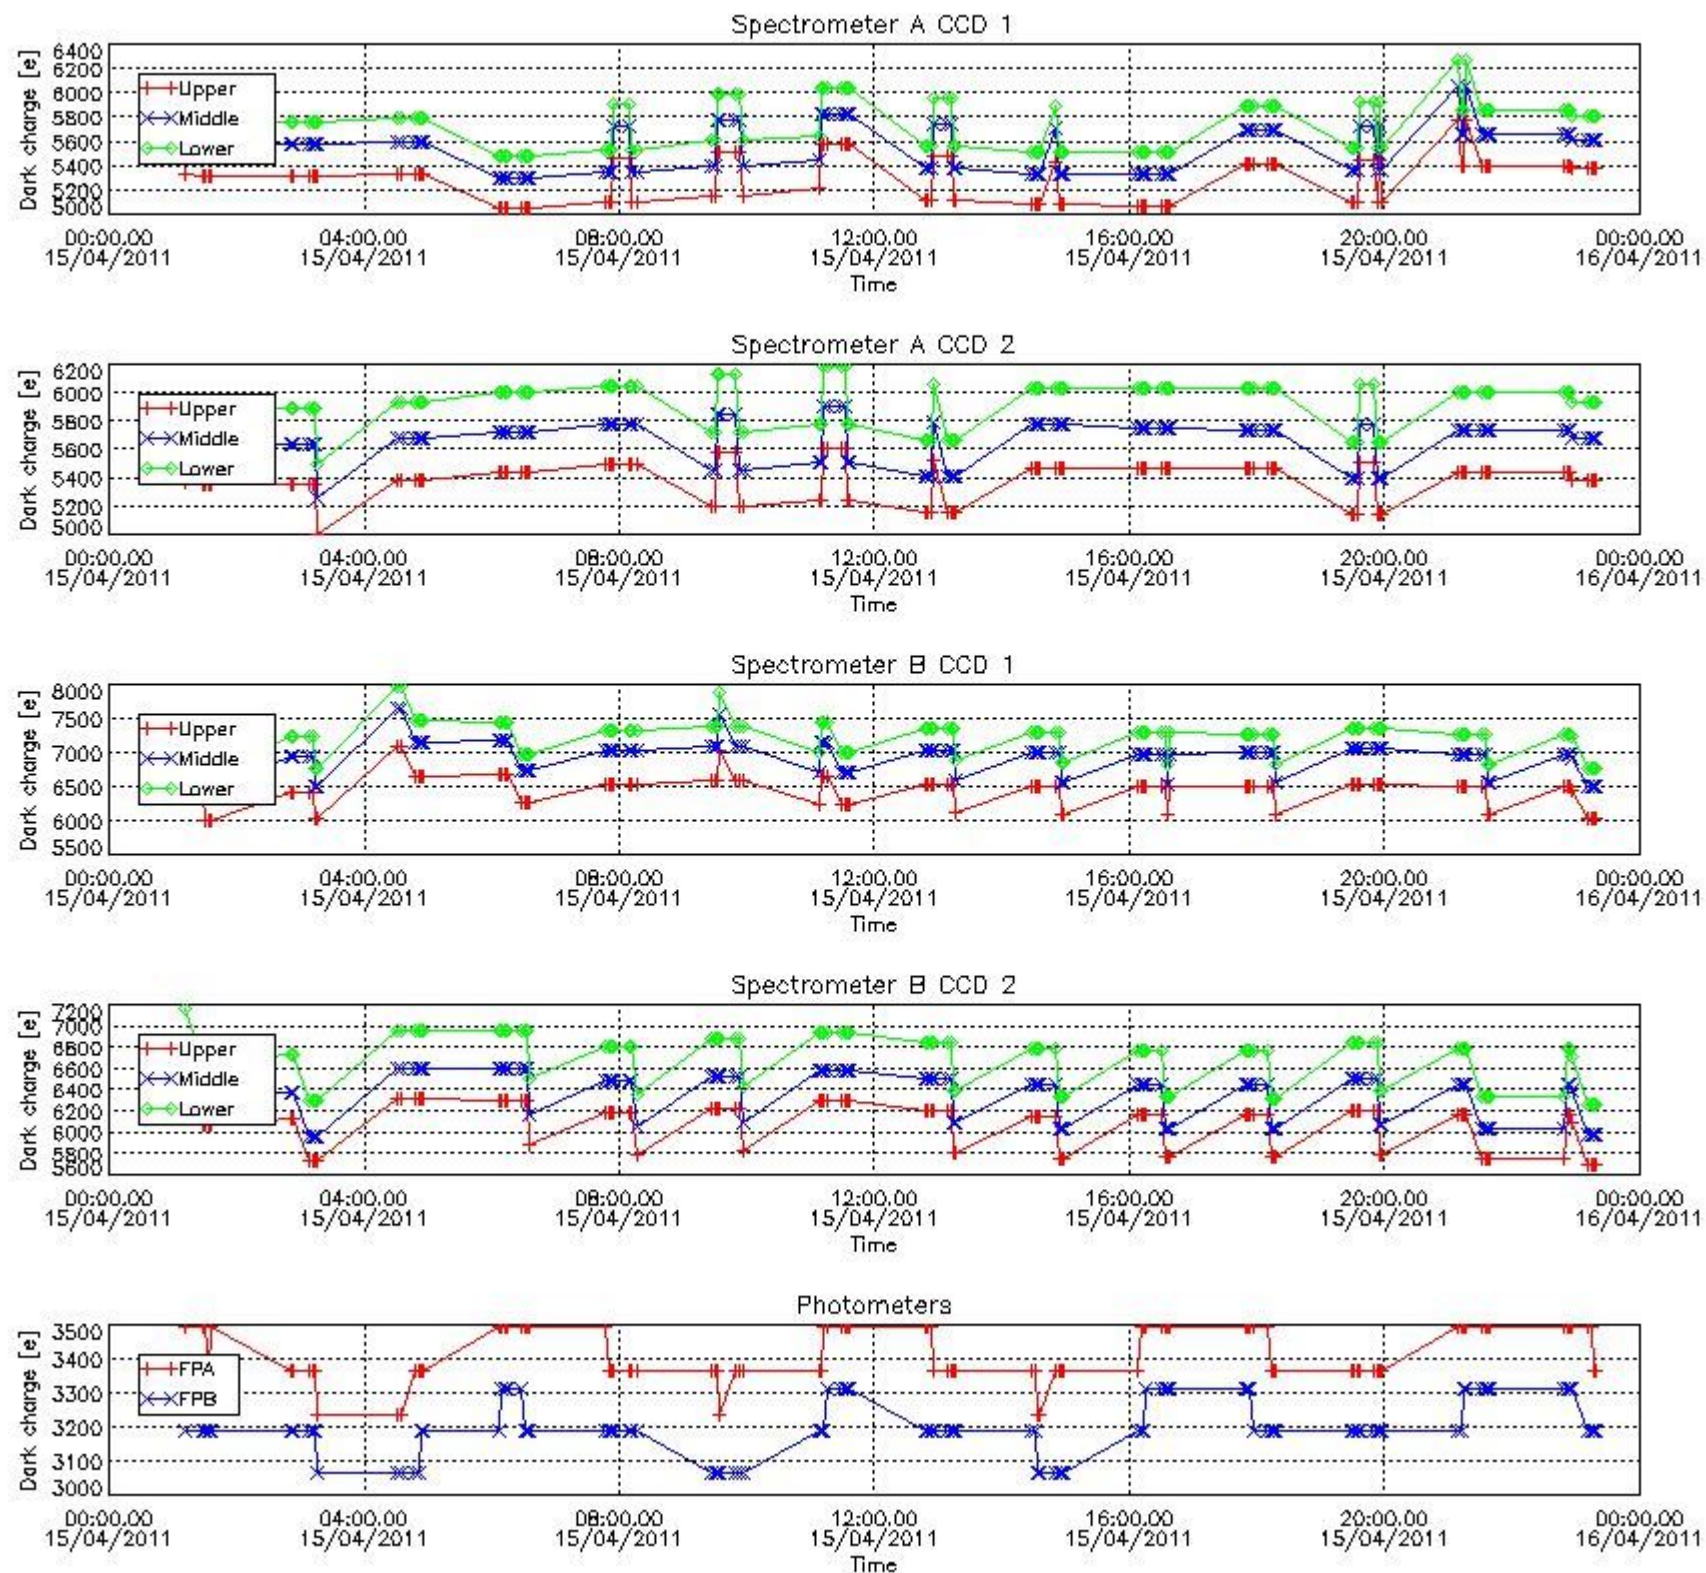 Spectrometer A CCD 1
Dark charge [e]
6400
6200
6000
5800
5600
5400
5200
5000
Upper
Middle
Lower
00:00.00 04:00.00 08:00.00 12:00.00 16:00.00 20:00.00 00:00.00
15/04/2011 15/04/2011 15/04/2011 15/04/2011 15/04/2011 15/04/2011 16/04/2011
Time
Spectrometer A CCD 2
Dark charge [e]
6200
6000
5800
5600
5400
5200
5000
Upper
Middle
Lower
00:00.00 04:00.00 08:00.00 12:00.00 16:00.00 20:00.00 00:00.00
15/04/2011 15/04/2011 15/04/2011 15/04/2011 15/04/2011 15/04/2011 16/04/2011
Time
Spectrometer B CCD 1
Dark charge [e]
8000
7500
7000
6500
6000
5500
Upper
Middle
Lower
00:00.00 04:00.00 08:00.00 12:00.00 16:00.00 20:00.00 00:00.00
15/04/2011 15/04/2011 15/04/2011 15/04/2011 15/04/2011 15/04/2011 16/04/2011
Time
Spectrometer B CCD 2
Dark charge [e]
7200
7000
6800
6600
6400
6200
6000
5800
5600
Upper
Middle
Lower
00:00.00 04:00.00 08:00.00 12:00.00 16:00.00 20:00.00 00:00.00
15/04/2011 15/04/2011 15/04/2011 15/04/2011 15/04/2011 15/04/2011 16/04/2011
Time
Photometers
Dark charge [e]
3500
3400
3300
3200
3100
3000
FPA
FPB
00:00.00 04:00.00 08:00.00 12:00.00 16:00.00 20:00.00 00:00.00
15/04/2011 15/04/2011 15/04/2011 15/04/2011 15/04/2011 15/04/2011 16/04/2011
Time